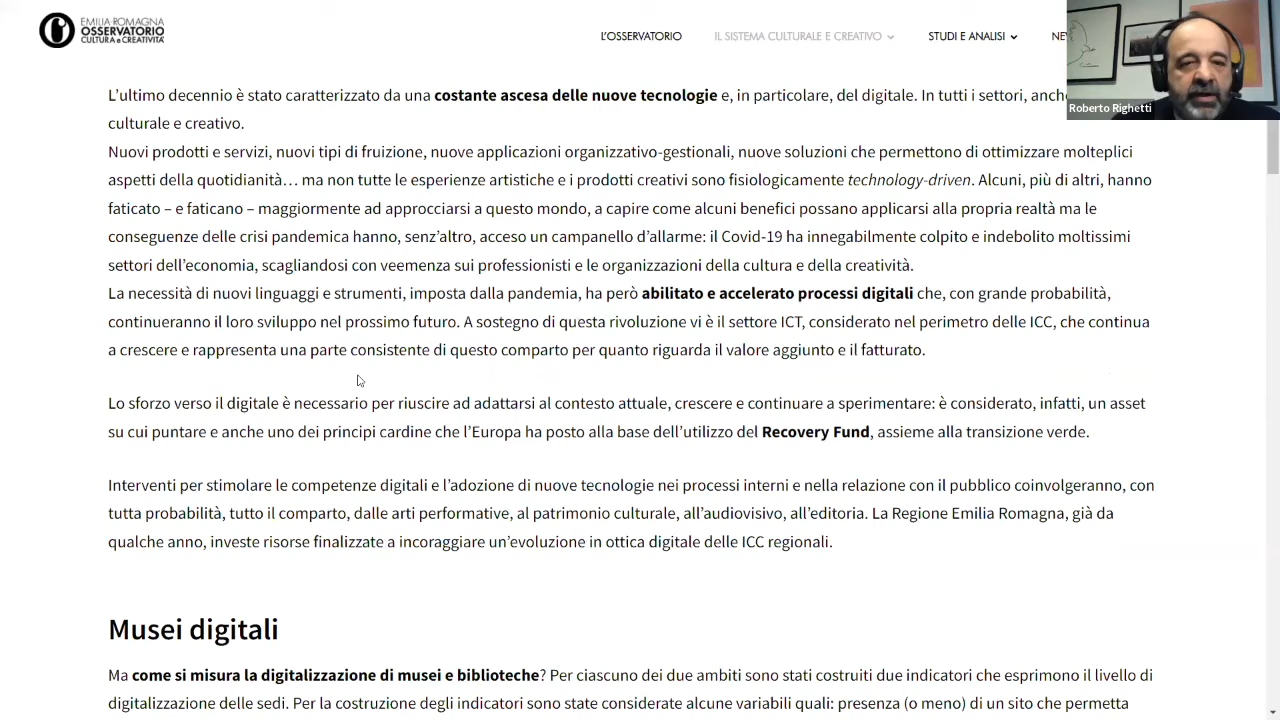 EMILIA ROMAGNA
OSSERVATORIO
CULTURA e CREATIVITA'
L'OSSERVATORIO
IL SISTEMA CULTURALE E CREATIVO
STUDI E ANALISI
NE
Roberto Righetti
L'ultimo decennio è stato caratterizzato da una costante ascesa delle nuove tecnologie e, in particolare, del digitale. In tutti i settori, anche
culturale e creativo.
Nuovi prodotti e servizi, nuovi tipi di fruizione, nuove applicazioni organizzativo-gestionali, nuove soluzioni che permettono di ottimizzare molteplici
aspetti della quotidianità… ma non tutte le esperienze artistiche e i prodotti creativi sono fisiologicamente technology-driven. Alcuni, più di altri, hanno
faticato – e faticano – maggiormente ad approcciarsi a questo mondo, a capire come alcuni benefici possano applicarsi alla propria realtà ma le
conseguenze delle crisi pandemica hanno, senz'altro, acceso un campanello d'allarme: il Covid-19 ha innegabilmente colpito e indebolito moltissimi
settori dell'economia, scagliandosi con veemenza sui professionisti e le organizzazioni della cultura e della creatività.
La necessità di nuovi linguaggi e strumenti, imposta dalla pandemia, ha però abilitato e accelerato processi digitali che, con grande probabilità,
continueranno il loro sviluppo nel prossimo futuro. A sostegno di questa rivoluzione vi è il settore ICT, considerato nel perimetro delle ICC, che continua
a crescere e rappresenta una parte consistente di questo comparto per quanto riguarda il valore aggiunto e il fatturato.
Lo sforzo verso il digitale è necessario per riuscire ad adattarsi al contesto attuale, crescere e continuare a sperimentare: è considerato, infatti, un asset
su cui puntare e anche uno dei principi cardine che l'Europa ha posto alla base dell'utilizzo del Recovery Fund, assieme alla transizione verde.
Interventi per stimolare le competenze digitali e l'adozione di nuove tecnologie nei processi interni e nella relazione con il pubblico coinvolgeranno, con
tutta probabilità, tutto il comparto, dalle arti performative, al patrimonio culturale, all'audiovisivo, all'editoria. La Regione Emilia Romagna, già da
qualche anno, investe risorse finalizzate a incoraggiare un'evoluzione in ottica digitale delle ICC regionali.
Musei digitali
Ma come si misura la digitalizzazione di musei e biblioteche? Per ciascuno dei due ambiti sono stati costruiti due indicatori che esprimono il livello di
digitalizzazione delle sedi. Per la costruzione degli indicatori sono state considerate alcune variabili quali: presenza (o meno) di un sito che permetta